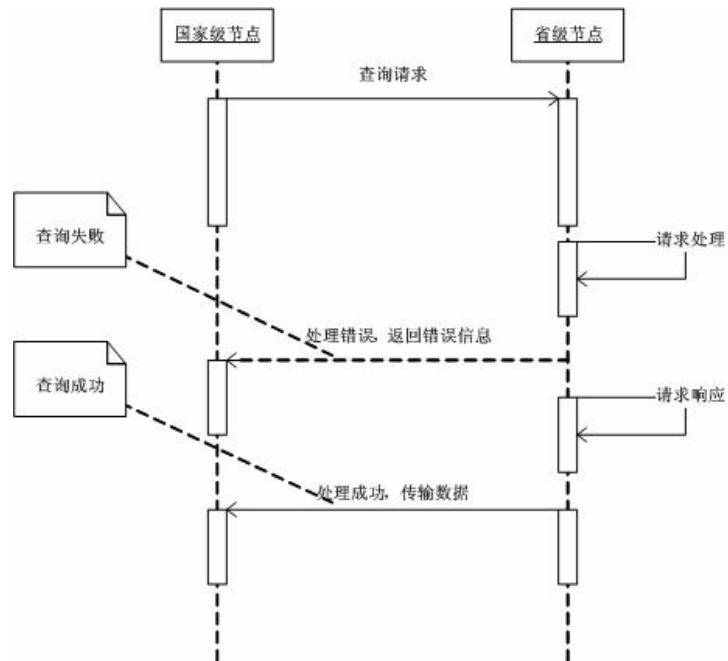 国家级节点
省级节点
查询请求
查询失败
请求处理
处理错误，返回错误信息
查询成功
请求响应
处理成功，传输数据